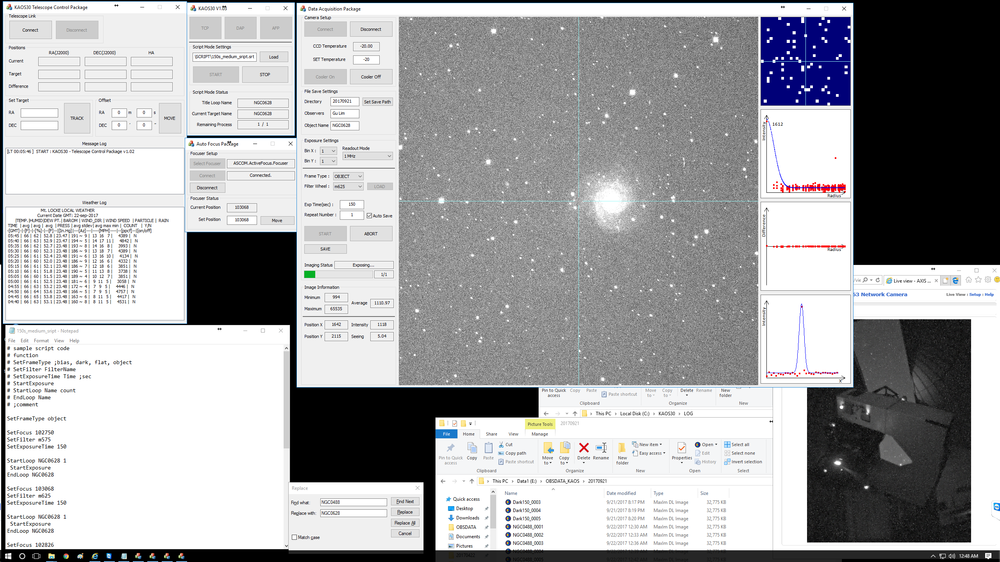 KAOS30 Telescope Control Package
Telescope Link
Connect
Disconnect
Positions
RA(J2000) DEC(J2000) HA
Current
Target
Difference
Set Target
RA
DEC
TRACK
Offset
RA 0 m 0 s
DEC 0 ′ 0 ″
MOVE
Message Log
[LT 00:05:46 ] START : KAOS30 - Telescope Control Package v1.02
Weather Log
Mt. LOCKE LOCAL WEATHER
Current Date GMT: 22-sep-2017
|TEMP.|HUMID|DEW PT.| BAROM | WIND_DIR | WIND SPEED | PARTICLE | RAIN
TIME | avg | avg | avg | PRESS | avg stdev| avg max min | COUNT | Y/N
-[GMT]-|-[F]-|-[%]-|--[F]--|[In.Hg]|---[Az]---|----[MPH]----|--[ppcf]--|[on/off]
05:45 | 66 | 62 | 52.8 | 23.47 | 191 ~ 9 | 13 16 7 | 4389 | N
05:40 | 66 | 63 | 52.9 | 23.47 | 194 ~ 5 | 14 17 11 | 4842 | N
05:35 | 66 | 62 | 52.7 | 23.48 | 193 ~ 8 | 14 16 8 | 3993 | N
05:30 | 66 | 60 | 52.3 | 23.48 | 186 ~ 9 | 13 18 7 | 4389 | N
05:25 | 66 | 61 | 52.4 | 23.48 | 191 ~ 6 | 13 16 10 | 4134 | N
05:20 | 66 | 60 | 52.0 | 23.48 | 186 ~ 9 | 12 16 6 | 4332 | N
05:15 | 66 | 61 | 52.1 | 23.48 | 186 ~ 7 | 12 18 6 | 3851 | N
05:10 | 66 | 61 | 51.8 | 23.48 | 190 ~ 5 | 11 13 8 | 3738 | N
05:05 | 66 | 60 | 51.5 | 23.48 | 189 ~ 4 | 10 12 7 | 3851 | N
05:00 | 66 | 61 | 52.5 | 23.48 | 181 ~ 6 | 9 11 5 | 3058 | N
04:55 | 66 | 63 | 53.2 | 23.48 | 172 ~ 4 | 7 9 5 | 4446 | N
04:50 | 66 | 64 | 53.6 | 23.48 | 166 ~ 5 | 7 9 5 | 4757 | N
04:45 | 66 | 65 | 53.8 | 23.48 | 163 ~ 6 | 8 11 5 | 4417 | N
04:40 | 66 | 63 | 53.1 | 23.48 | 160 ~ 8 | 8 11 5 | 4531 | N
KAOS30 V1.03
TCP DAP AFP
Script Mode Settings
\SCRIPT\150s_medium_sript.srt Load
START STOP
Script Mode Status
Title Loop Name NGC0628
Current Target Name NGC0628
Remaining Process 1 / 1
Auto Focus Package
Focuser Setup
Select Focuser ASCOM.ActiveFocus.Focuser
Connect Connected.
Disconnect
Focuser Status
Current Position 103068
Set Position 103068 Move
Data Acquisition Package
Camera Setup
Connect Disconnect
CCD Temperature -20.00
SET Temperature -20
Cooler On Cooler Off
File Save Settings
Directory 20170921 Set Save Path
Observers Gu Lim
Object Name NGC0628
Exposure Settings
Bin X : 1 Readout Mode
Bin Y : 1 1 MHz
Frame Type : OBJECT
Filter Wheel : m625 LOAD
Exp Time(sec) : 150
Repeat Number : 1 Auto Save
START ABORT
SAVE
Imaging Status Exposing...
1/1
Image Information
Minimum 994
Maximum 65535
Average 1110.97
Position X 1642 Intensity 1118
Position Y 2115 Seeing 5.04
Intensity
1612
Radius
Difference
Radius
Intensity
X
150s_medium_sript - Notepad
File Edit Format View Help
# sample script code
# function
# SetFrameType ;bias, dark, flat, object
# SetFilter FilterName
# SetExposureTime Time ;sec
# StartExposure
# StartLoop Name count
# EndLoop Name
# ;comment
SetFrameType object
SetFocus 102750
SetFilter m575
SetExposureTime 150
StartLoop NGC0628 1
StartExposure
EndLoop NGC0628
SetFocus 103068
SetFilter m625
SetExposureTime 150
StartLoop NGC0628 1
StartExposure
EndLoop NGC0628
SetFocus 102826
Replace
Find what: NGC0488 Find Next
Replace with: NGC0628 Replace
Replace All
Cancel
Match case
Pin to Quick access Copy Paste Paste shortcut
Move to Copy to Delete Rename New folder
Clipboard Organize New
This PC Local Disk (C:) KAOS30 LOG
Picture Tools 20170921
File Home Share View Manage
Pin to Quick access
Copy
Paste
Cut
Copy path
Paste shortcut
Move to
Copy to
Delete
Rename
New folder
New item
Easy access
Properties
Open
Edit
History
Select all
Select none
Invert selection
Clipboard Organize New Open Select
This PC Data1 (E:) OBSDATA_KAOS 20170921
Quick access
Desktop
Downloads
OBSDATA
Documents
Pictures
20170422
Name Date modified Type Size
Dark150_0003 9/21/2017 8:17 PM MaxIm DL Image 32,775 KB
Dark150_0004 9/21/2017 8:19 PM MaxIm DL Image 32,775 KB
Dark150_0005 9/21/2017 8:20 PM MaxIm DL Image 32,775 KB
NGC0488_0001 9/22/2017 12:30 AM MaxIm DL Image 32,775 KB
NGC0488_0002 9/22/2017 12:33 AM MaxIm DL Image 32,775 KB
NGC0488_0003 9/22/2017 12:36 AM MaxIm DL Image 32,775 KB
NGC0488_0004 9/22/2017 12:39 AM MaxIm DL Image 32,775 KB
NGC0488_0005 9/22/2017 12:42 AM MaxIm DL Image 32,775 KB
Live view - AXIS ...
63 Network Camera
Live View | Setup | Help
12:48 AM